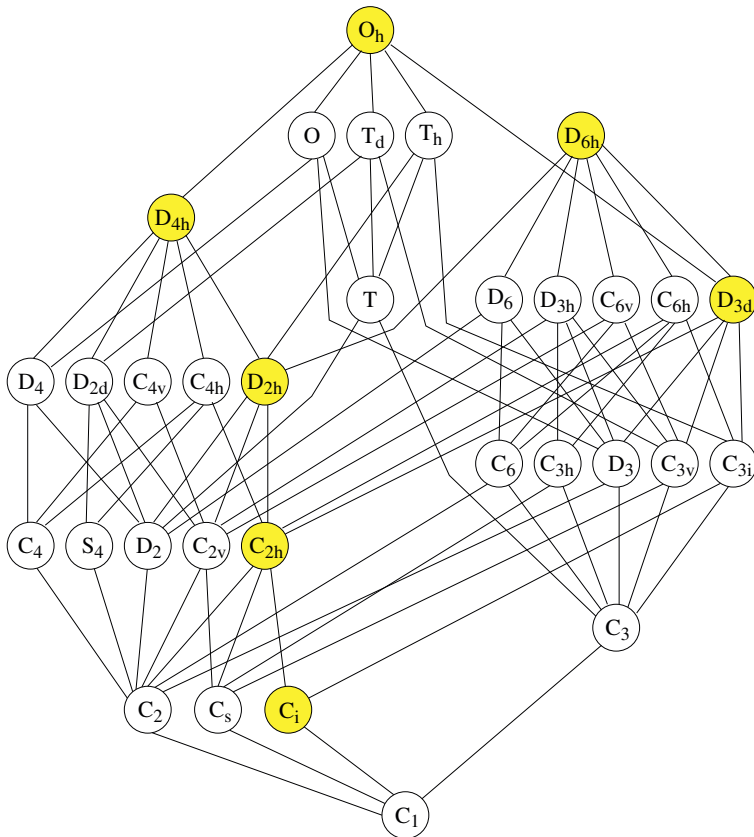 Oh
O Td Th D6h
D4h
T D6 D3h C6v C6h D3d
D4 D2d C4v C4h D2h
C6 C3h D3 C3v C3i
C4 S4 D2 C2v C2h
C3
C2 Cs Ci
C1